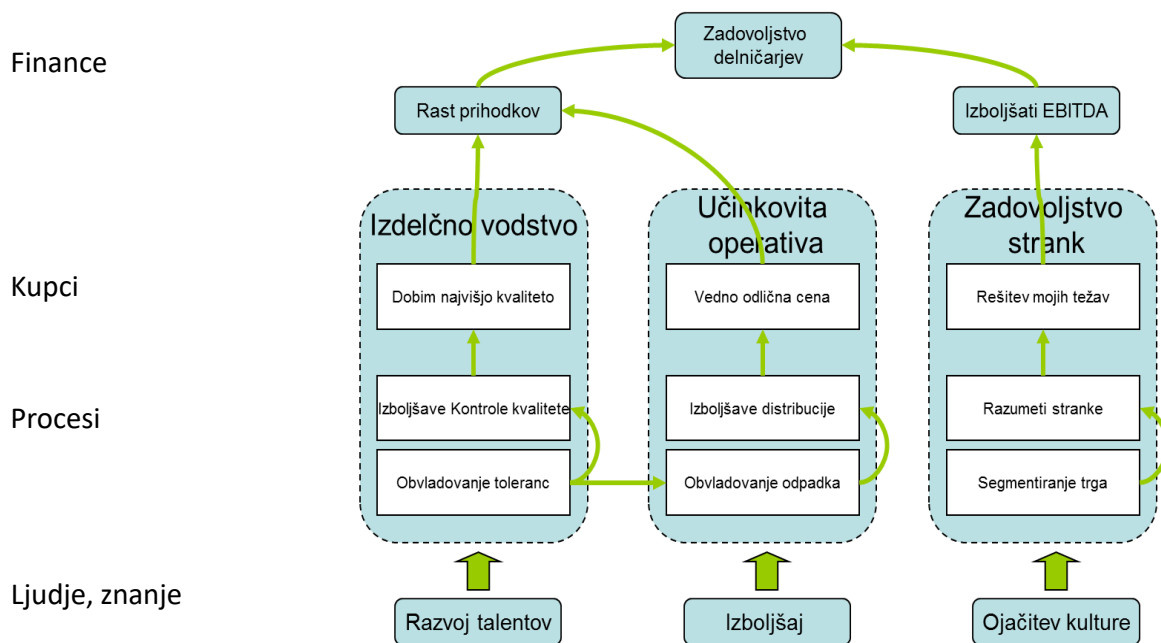 Finance
Zadovoljstvo
delničarjev
Rast prihodkov
Izboljšati EBITDA
Izdelčno vodstvo
Učinkovita
operativa
Zadovoljstvo
strank
Kupci
Dobim najvišjo kvaliteto
Vedno odlična cena
Rešitev mojih težav
Procesi
Izboljšave Kontrole kvalitete
Izboljšave distribucije
Razumeti stranke
Obvladovanje toleranc
Obvladovanje odpadka
Segmentiranje trga
Ljudje, znanje
Razvoj talentov
Izboljšaj
Ojačitev kulture